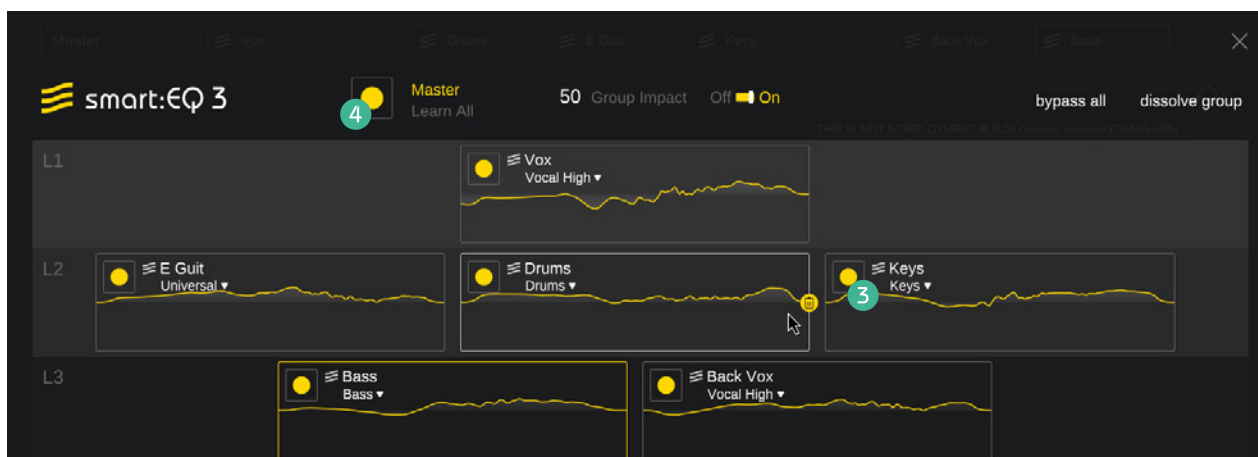 Master Vox Drums E Guit Keys Back Vox Bass
smart:EQ 3
4
Master
Learn All
50 Group Impact Off On
bypass all dissolve group
L1
Vox
Vocal High
L2
E Guit
Universal
Drums
Drums
Keys
Keys
3
L3
Bass
Bass
Back Vox
Vocal High